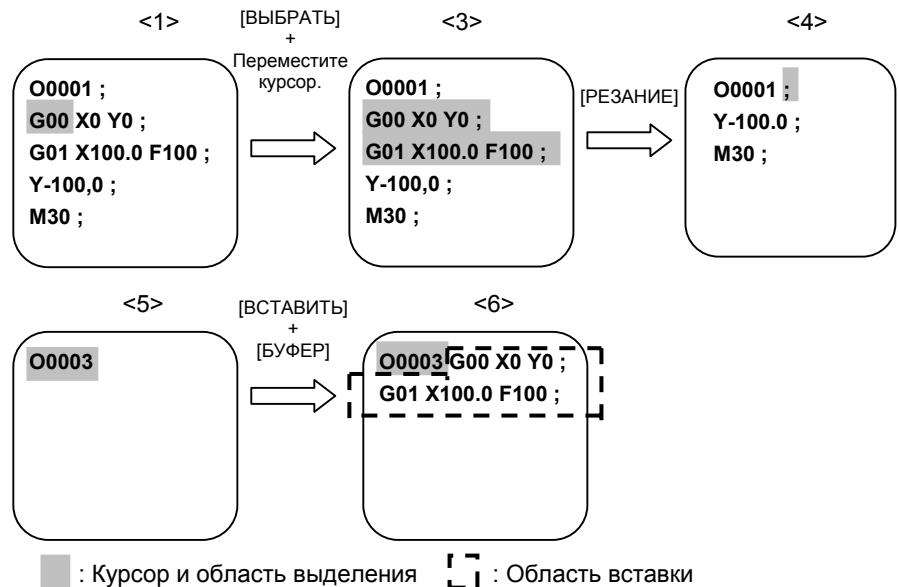 <1>
[ВЫБРАТЬ]
+
Переместите
курсор.
<3>
<4>
O0001 ;
G00 X0 Y0 ;
G01 X100.0 F100 ;
Y-100,0 ;
M30 ;
O0001 ;
G00 X0 Y0 ;
G01 X100.0 F100 ;
Y-100,0 ;
M30 ;
[РЕЗАНИЕ]
O0001 ;
Y-100.0 ;
M30 ;
<5>
[ВСТАВИТЬ]
+
[БУФЕР]
<6>
O0003
O0003 G00 X0 Y0 ;
G01 X100.0 F100 ;
: Курсор и область выделения
: Область вставки